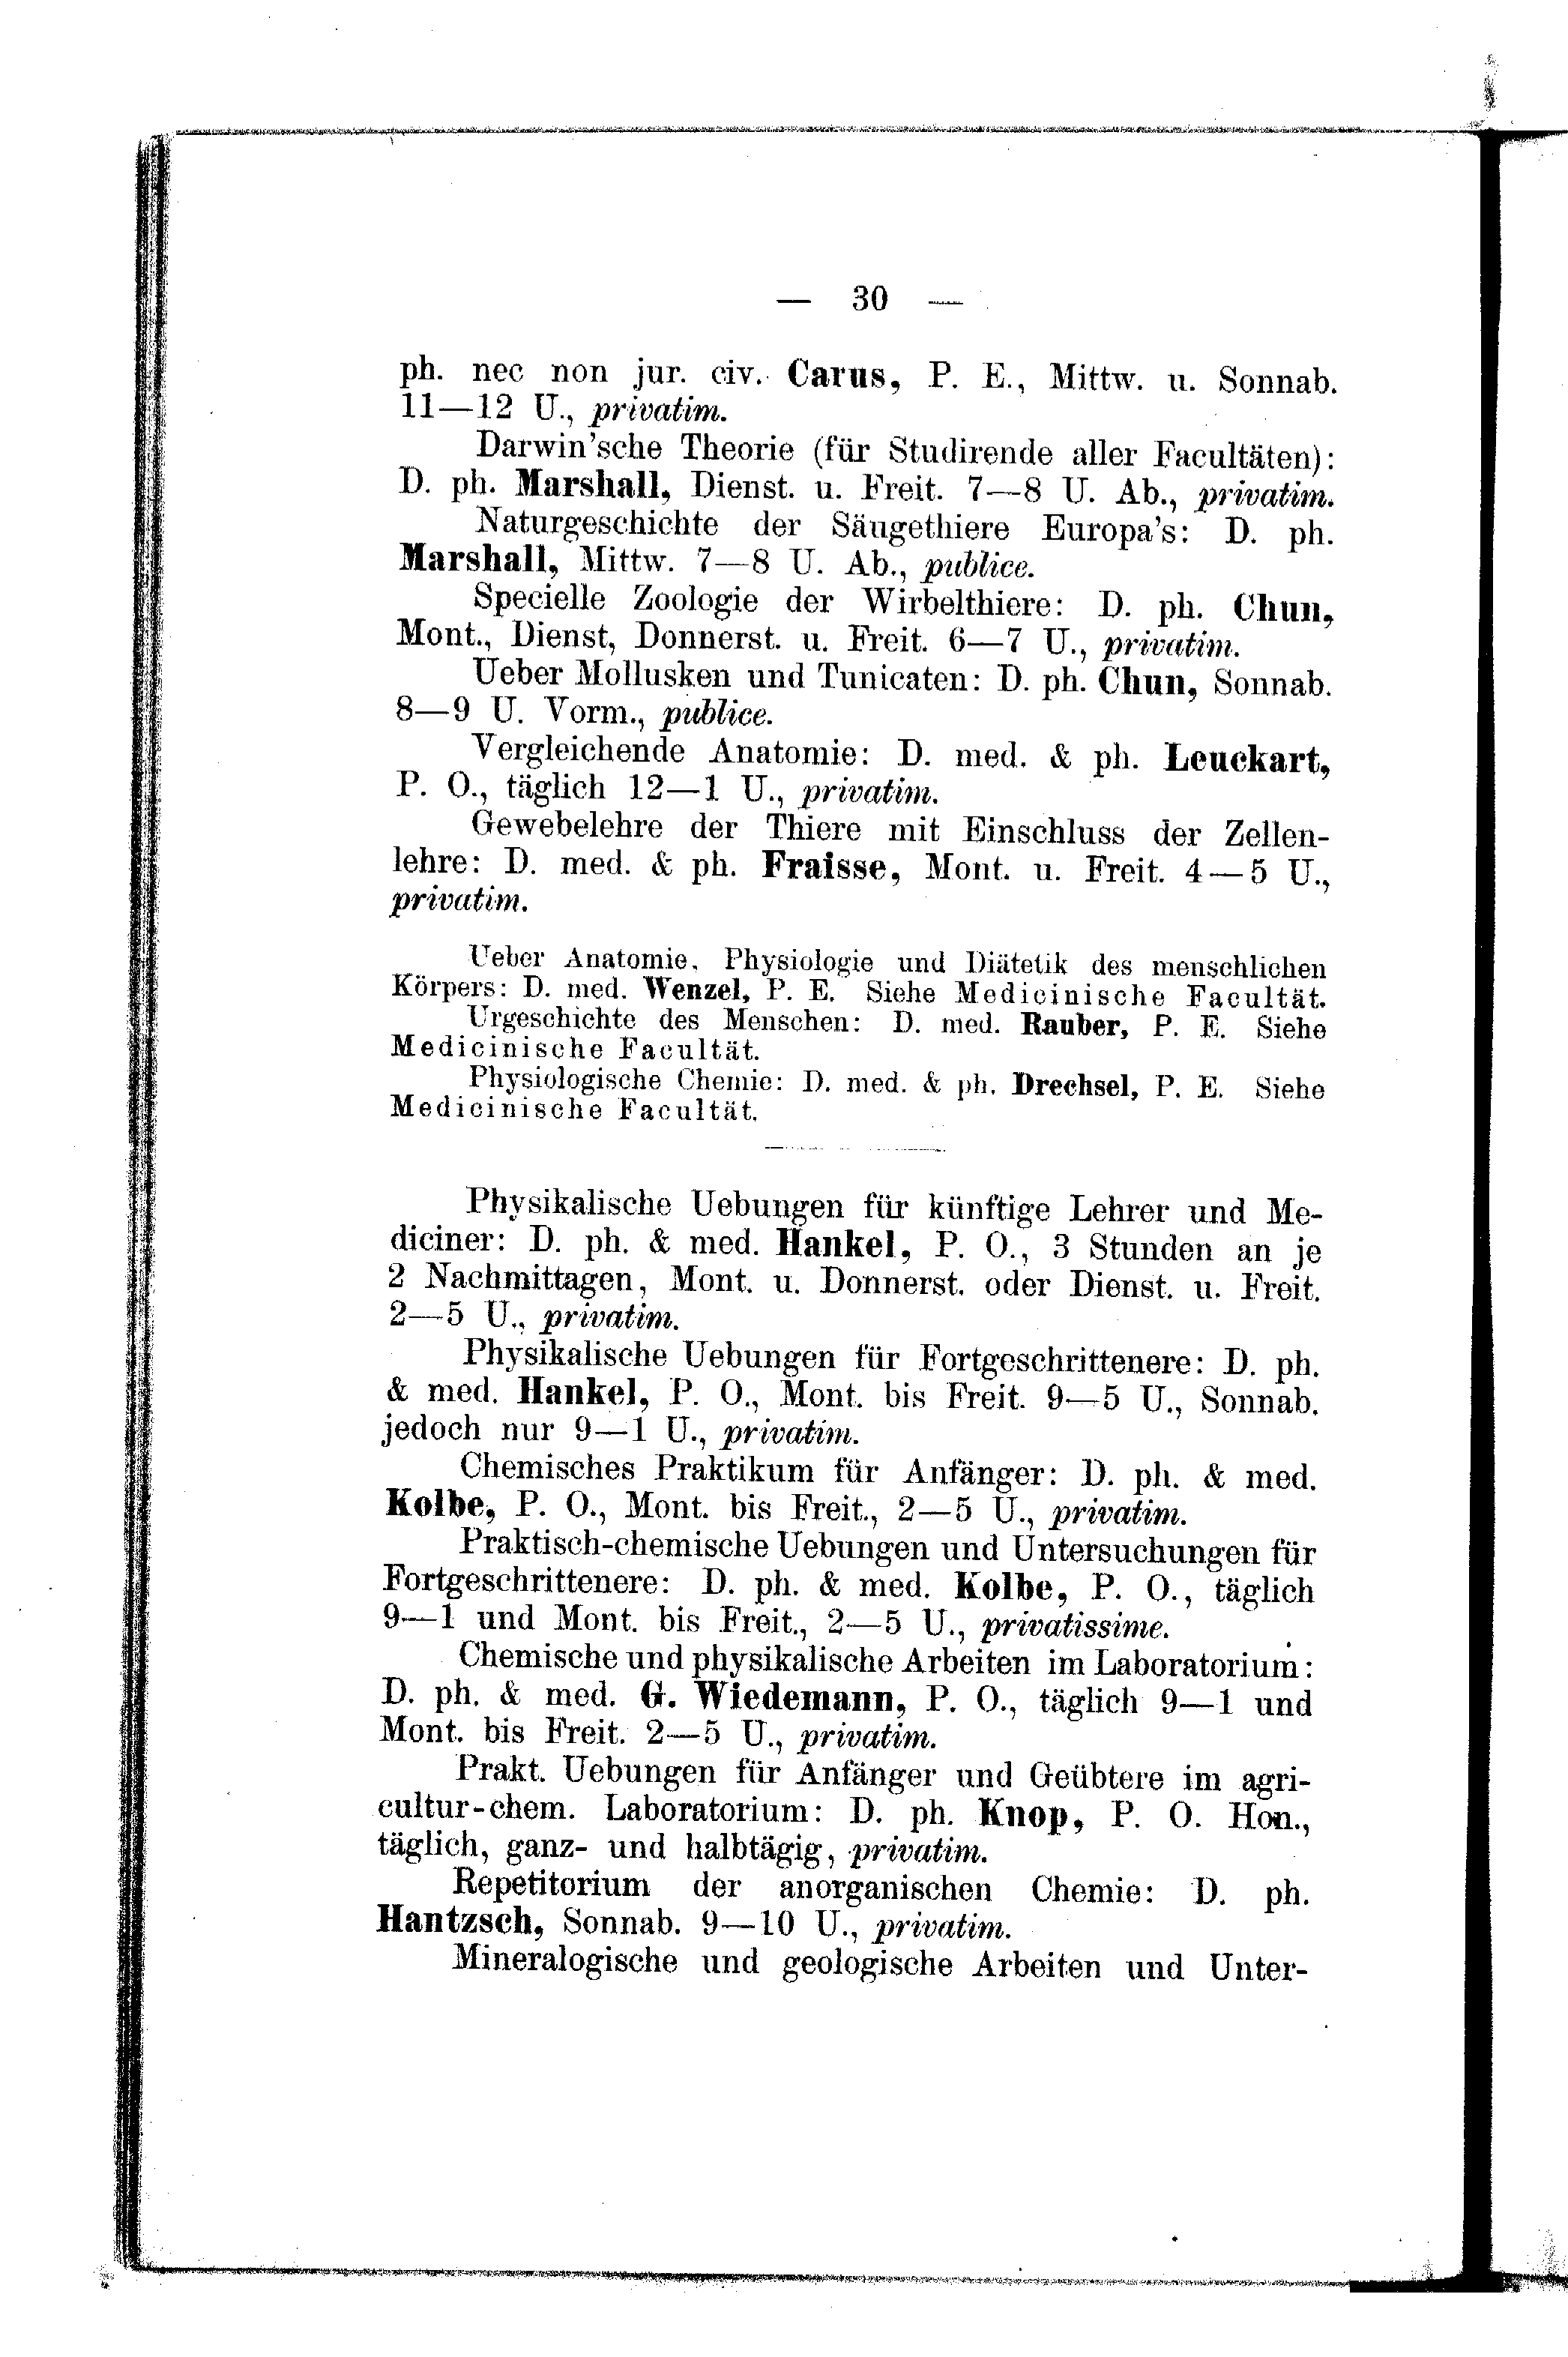 — 30 —
ph. nec non jur. civ. Carus, P. E., Mittw. u. Sonnab.
11—12 U., privatim.
Darwin'sche Theorie (für Studirende aller Facultäten):
D. ph. Marshall, Dienst. u. Freit. 7—8 U. Ab., privatim.
Naturgeschichte der Säugethiere Europa's: D. ph.
Marshall, Mittw. 7—8 U. Ab., publice.
Specielle Zoologie der Wirbelthiere: D. ph. Chun,
Mont., Dienst, Donnerst. u. Freit. 6—7 U., privatim.
Ueber Mollusken und Tunicaten: D. ph. Chun, Sonnab.
8—9 U. Vorm., publice.
Vergleichende Anatomie: D. med. & ph. Leuckart,
P. O., täglich 12—1 U., privatim.
Gewebelehre der Thiere mit Einschluss der Zellen-
lehre: D. med. & ph. Fraisse, Mont. u. Freit. 4—5 U.,
privatim.
Ueber Anatomie, Physiologie und Diätetik des menschlichen
Körpers: D. med. Wenzel, P. E. Siehe Medicinische Facultät.
Urgeschichte des Menschen: D. med. Rauber, P. E. Siehe
Medicinische Facultät.
Physiologische Chemie: D. med. & ph. Drechsel, P. E. Siehe
Medicinische Facultät.
Physikalische Uebungen für künftige Lehrer und Me-
diciner: D. ph. & med. Hankel, P. O., 3 Stunden an je
2 Nachmittagen, Mont. u. Donnerst. oder Dienst. u. Freit.
2—5 U., privatim.
Physikalische Uebungen für Fortgeschrittenere: D. ph.
& med. Hankel, P. O., Mont. bis Freit. 9—5 U., Sonnab.
jedoch nur 9—1 U., privatim.
Chemisches Praktikum für Anfänger: D. ph. & med.
Kolbe, P. O., Mont. bis Freit., 2—5 U., privatim.
Praktisch-chemische Uebungen und Untersuchungen für
Fortgeschrittenere: D. ph. & med. Kolbe, P. O., täglich
9—1 und Mont. bis Freit., 2—5 U., privatissime.
Chemische und physikalische Arbeiten im Laboratorium:
D. ph. & med. G. Wiedemann, P. O., täglich 9—1 und
Mont. bis Freit. 2—5 U., privatim.
Prakt. Uebungen für Anfänger und Geübtere im agri-
cultur-chem. Laboratorium: D. ph. Knop, P. O. Hon.,
täglich, ganz- und halbtägig, privatim.
Repetitorium der anorganischen Chemie: D. ph.
Hantzsch, Sonnab. 9—10 U., privatim.
Mineralogische und geologische Arbeiten und Unter-